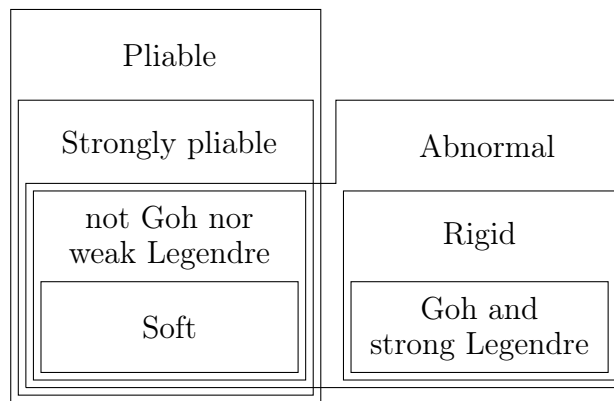 Pliable
Strongly pliable
Abnormal
not Goh nor
weak Legendre
Rigid
Soft
Goh and
strong Legendre